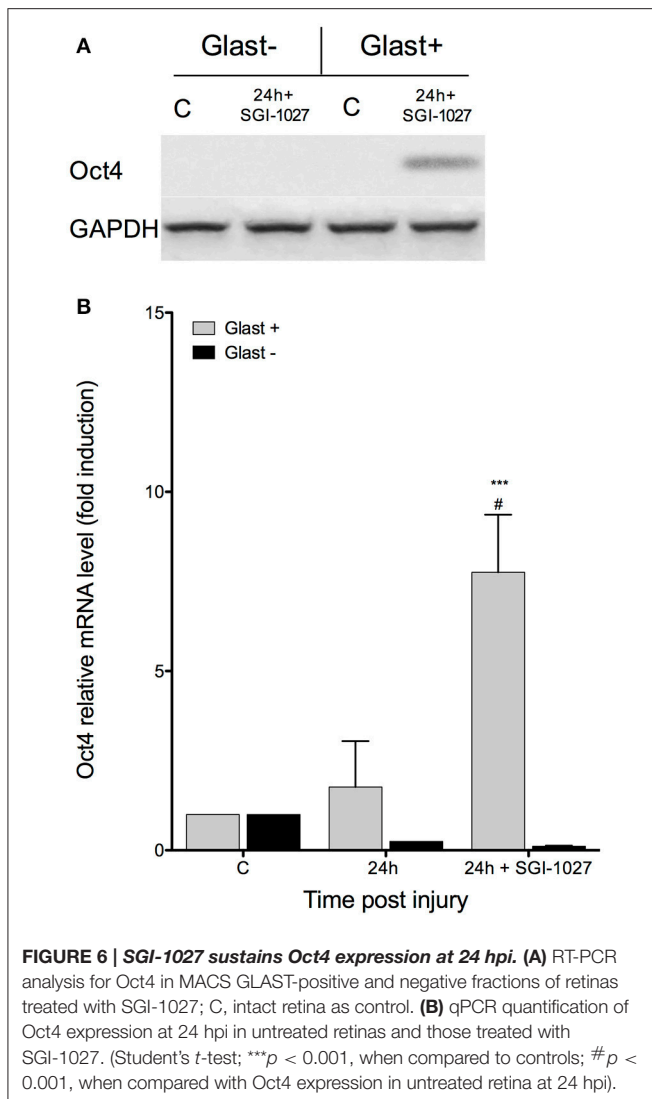 A
Glast- Glast+
C 24h+ SGI-1027 C 24h+ SGI-1027
Oct4
GAPDH
B
15
10
5
0
Oct4 relative mRNA level (fold induction)
Glast +
Glast -
***
#
C 24h 24h + SGI-1027
Time post injury
FIGURE 6 | SGI-1027 sustains Oct4 expression at 24 hpi. (A) RT-PCR
analysis for Oct4 in MACS GLAST-positive and negative fractions of retinas
treated with SGI-1027; C, intact retina as control. (B) qPCR quantification of
Oct4 expression at 24 hpi in untreated retinas and those treated with
SGI-1027. (Student's t-test; ***p < 0.001, when compared to controls; #p <
0.001, when compared with Oct4 expression in untreated retina at 24 hpi).